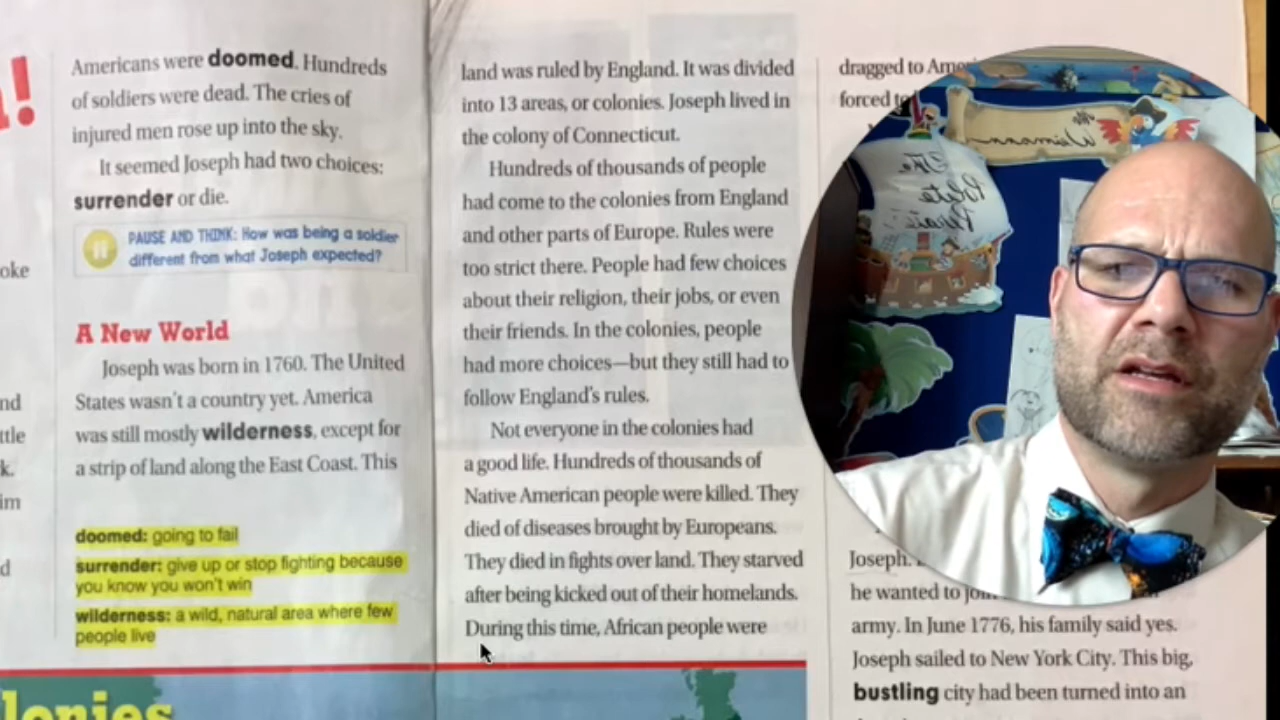 !
oke
nd
ttle
k.
im
d
Americans were doomed. Hundreds
of soldiers were dead. The cries of
injured men rose up into the sky.
It seemed Joseph had two choices:
surrender or die.
PAUSE AND THINK: How was being a soldier
different from what Joseph expected?
A New World
Joseph was born in 1760. The United
States wasn't a country yet. America
was still mostly wilderness, except for
a strip of land along the East Coast. This
doomed: going to fail
surrender: give up or stop fighting because
you know you won't win
wilderness: a wild, natural area where few
people live
lonies
land was ruled by England. It was divided
into 13 areas, or colonies. Joseph lived in
the colony of Connecticut.
Hundreds of thousands of people
had come to the colonies from England
and other parts of Europe. Rules were
too strict there. People had few choices
about their religion, their jobs, or even
their friends. In the colonies, people
had more choices—but they still had to
follow England's rules.
Not everyone in the colonies had
a good life. Hundreds of thousands of
Native American people were killed. They
died of diseases brought by Europeans.
They died in fights over land. They starved
after being kicked out of their homelands.
During this time, African people were
dragged to
forced
The
Pirate
Joseph.
he wanted to
army. In June 1776, his family said yes.
Joseph sailed to New York City. This big,
bustling city had been turned into an